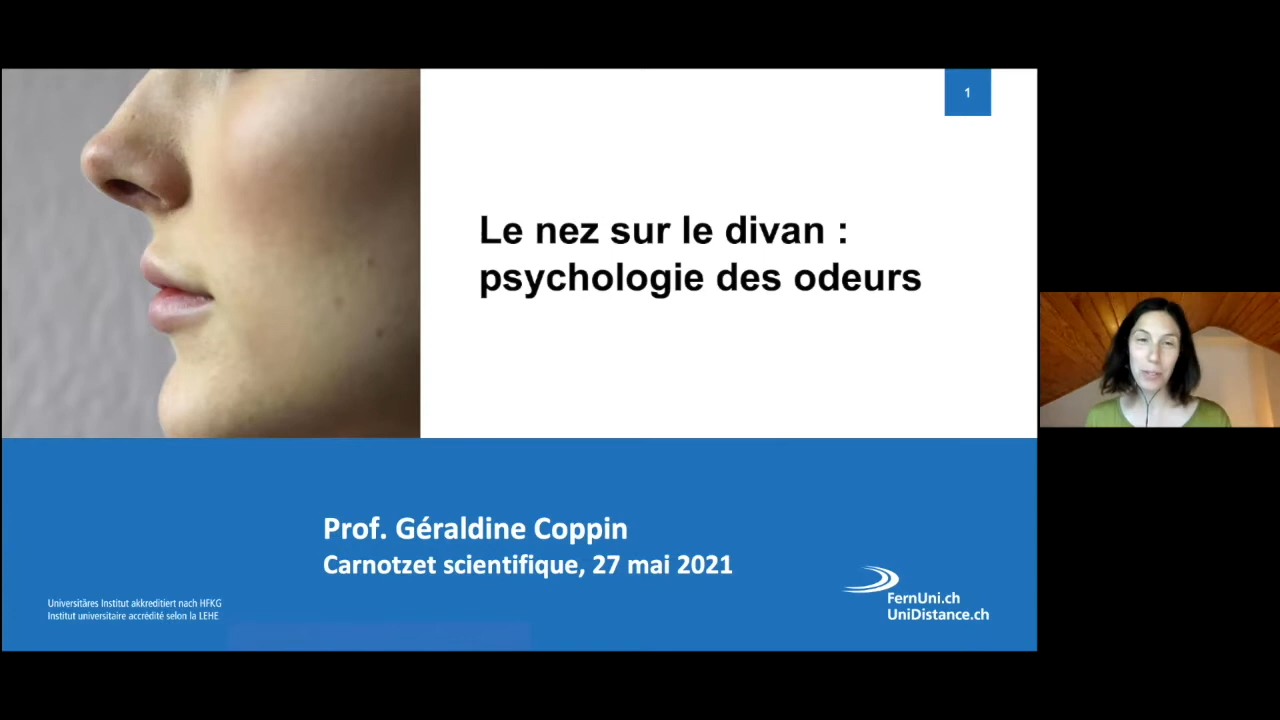 1
Le nez sur le divan :
psychologie des odeurs
Prof. Géraldine Coppin
Carnotzet scientifique, 27 mai 2021
Universitäres Institut akkreditiert nach HFKG
Institut universitaire accrédité selon la LEHE
FernUni.ch
UniDistance.ch